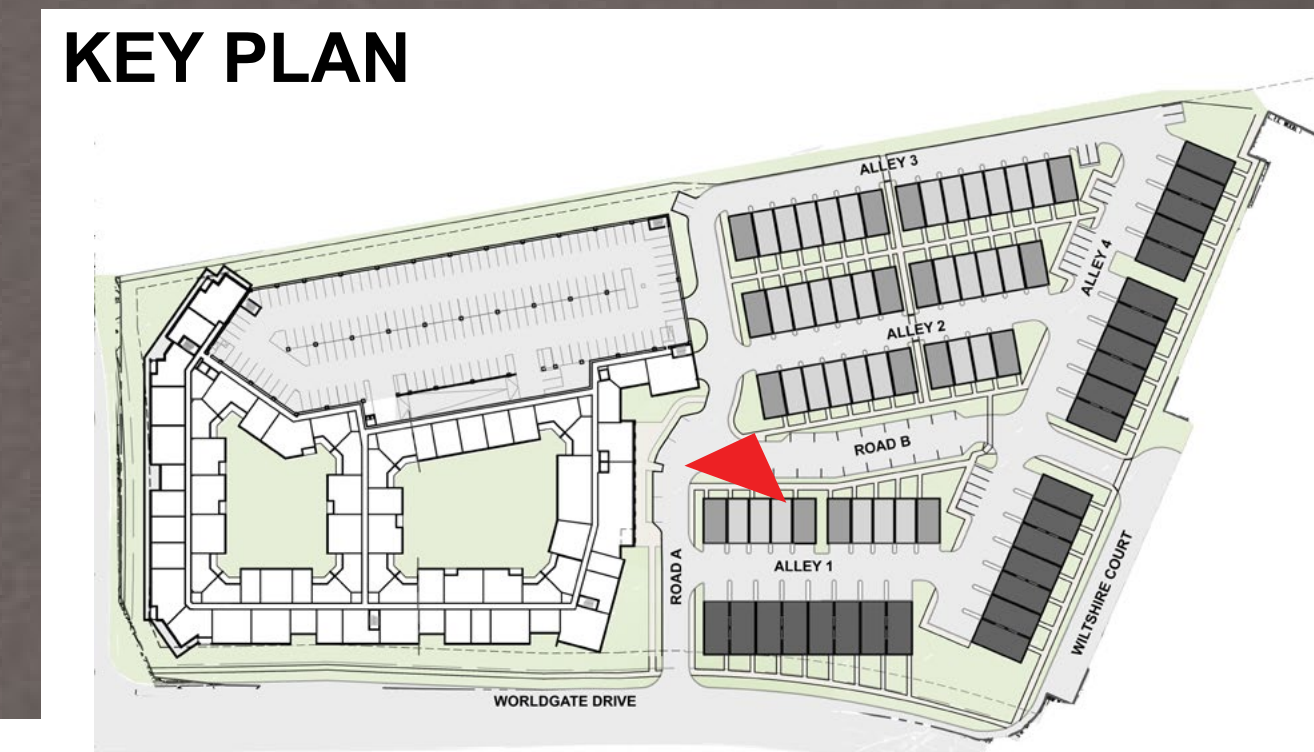 KEY PLAN
ALLEY 3
ALLEY 4
ALLEY 2
ROAD B
ROAD A
ALLEY 1
WILTSHIRE COURT
WORLDGATE DRIVE